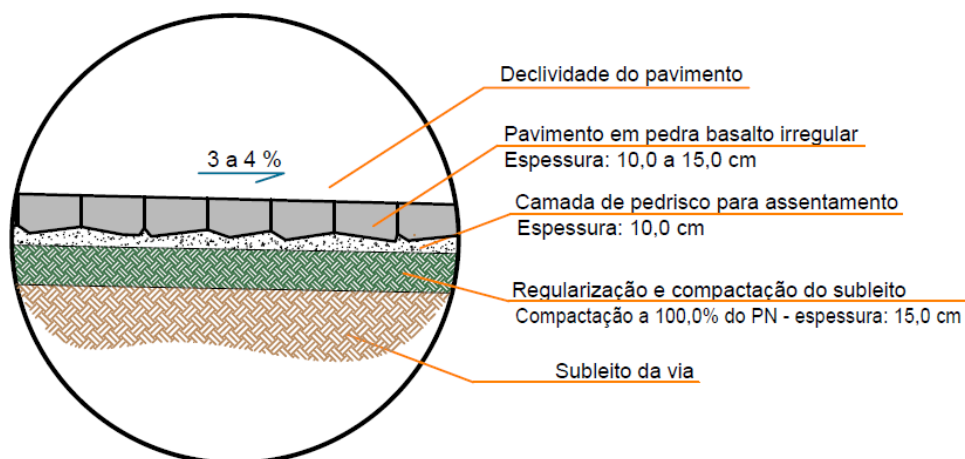 Declividade do pavimento
3 a 4 %
Pavimento em pedra basalto irregular
Espessura: 10,0 a 15,0 cm
Camada de pedrisco para assentamento
Espessura: 10,0 cm
Regularização e compactação do subleito
Compactação a 100,0% do PN - espessura: 15,0 cm
Subleito da via